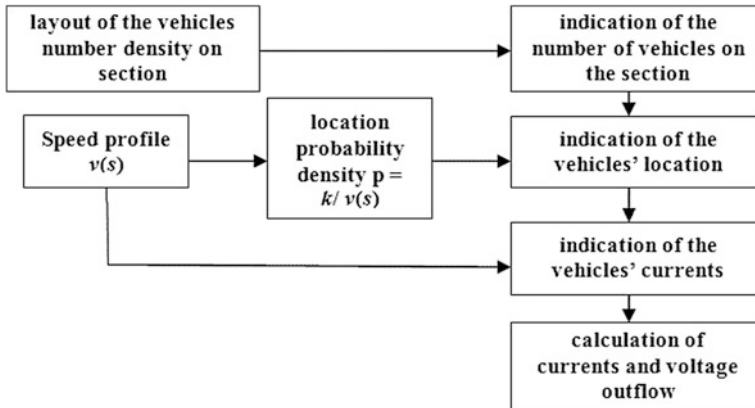 layout of the vehicles
number density on
section
indication of the
number of vehicles on
the section
Speed profile
v(s)
location
probability
density p =
k/ v(s)
indication of the
vehicles’ location
indication of the
vehicles’ currents
calculation of
currents and voltage
outflow